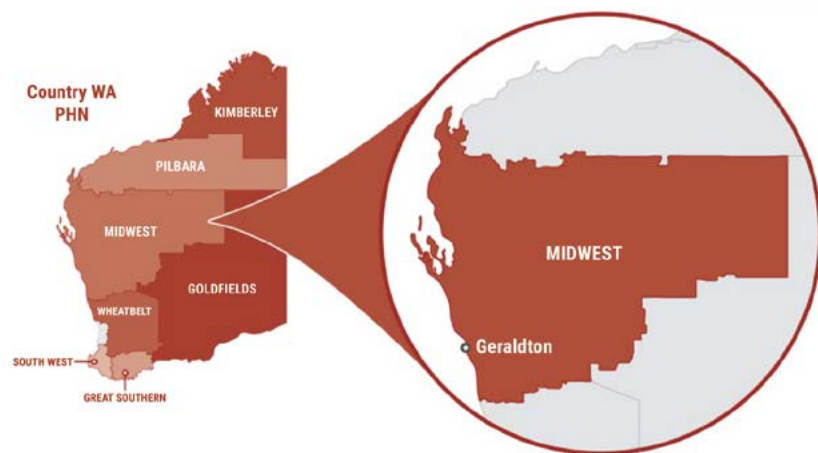 Country WA
PHN
KIMBERLEY
PILBARA
MIDWEST
GOLDFIELDS
WHEATBELT
SOUTH WEST
GREAT SOUTHERN
MIDWEST
Geraldton